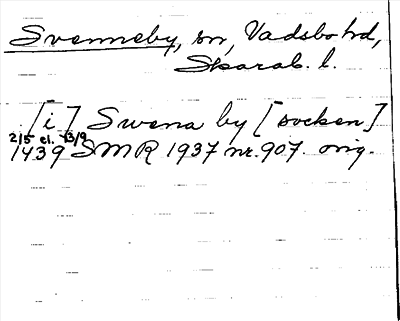 Svenneby, sn, Vadsbo hd,
Skarab. l.
[i] Swena by [socken]
2/5 el. 13/9
1439 SMR 1937 nr. 907. orig.